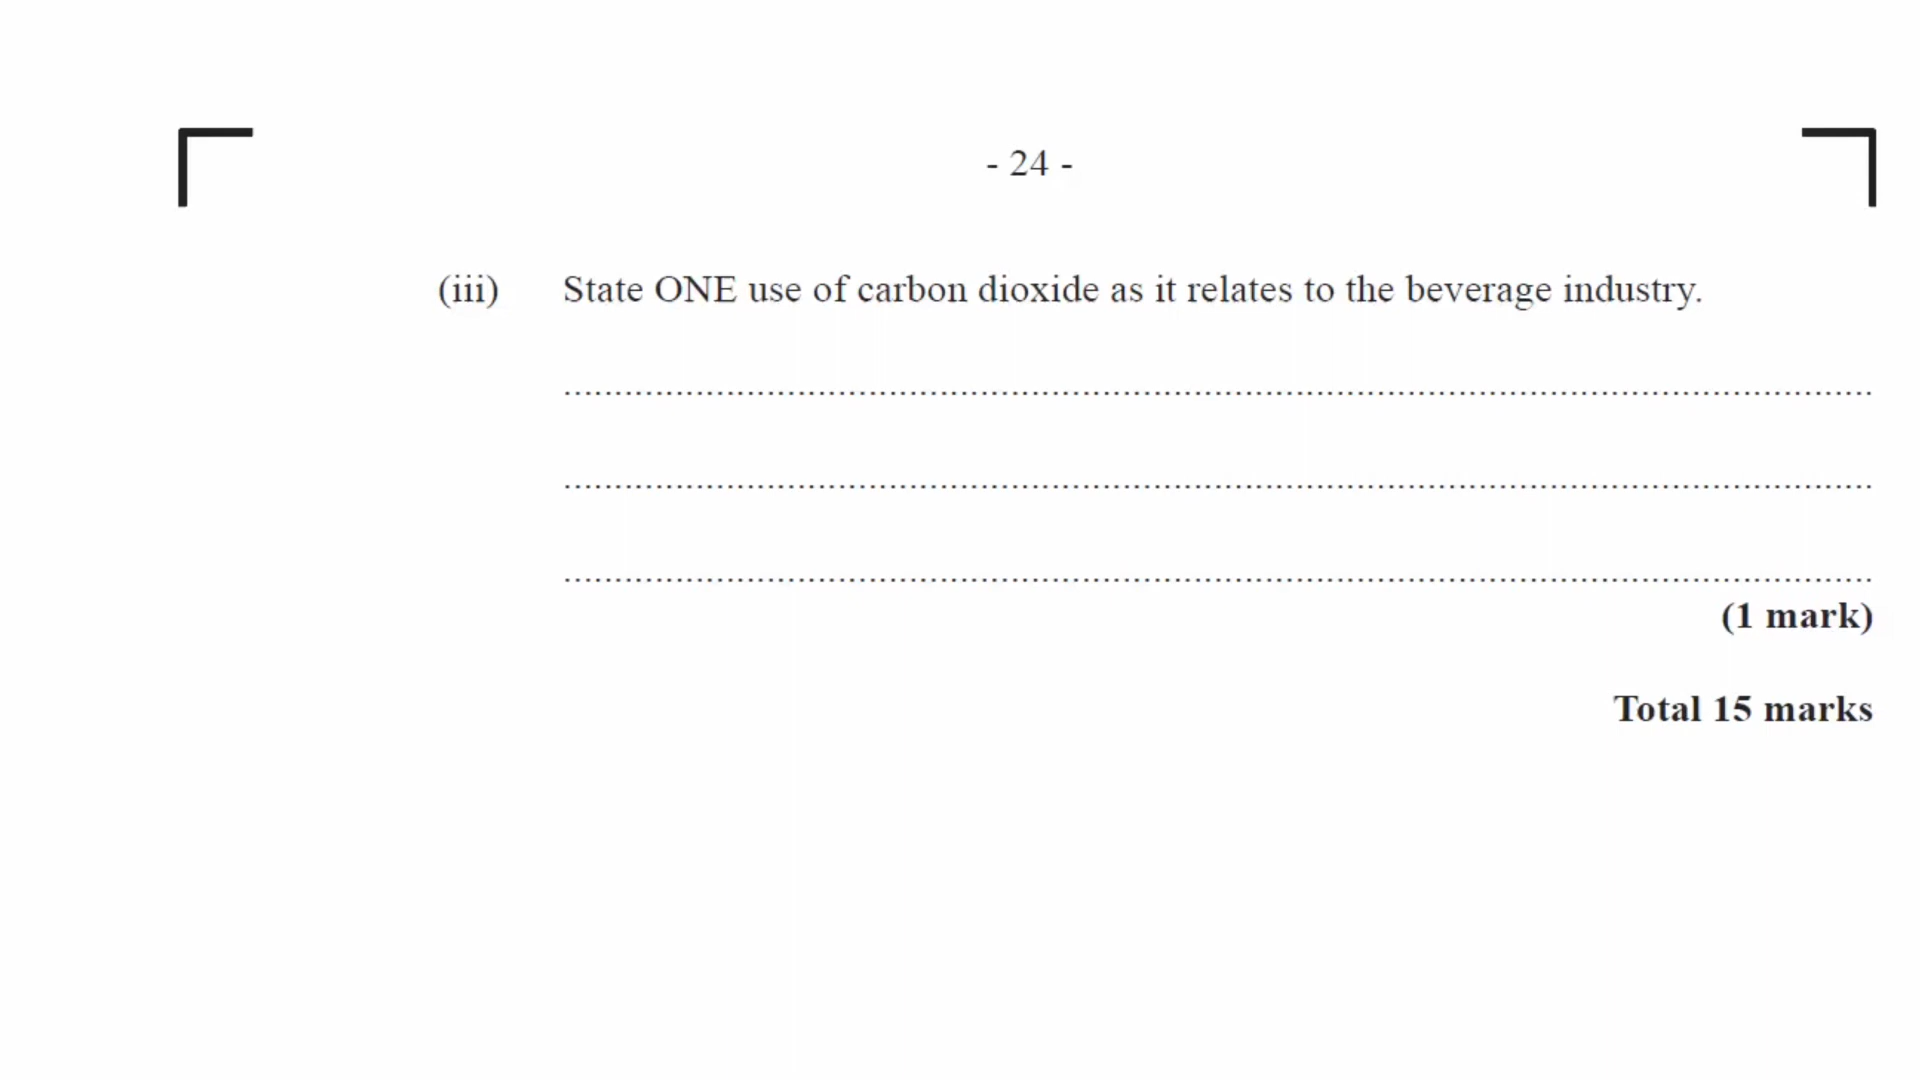 - 24 -
(iii) State ONE use of carbon dioxide as it relates to the beverage industry.
....................................................................................................................................
....................................................................................................................................
....................................................................................................................................
(1 mark)
Total 15 marks